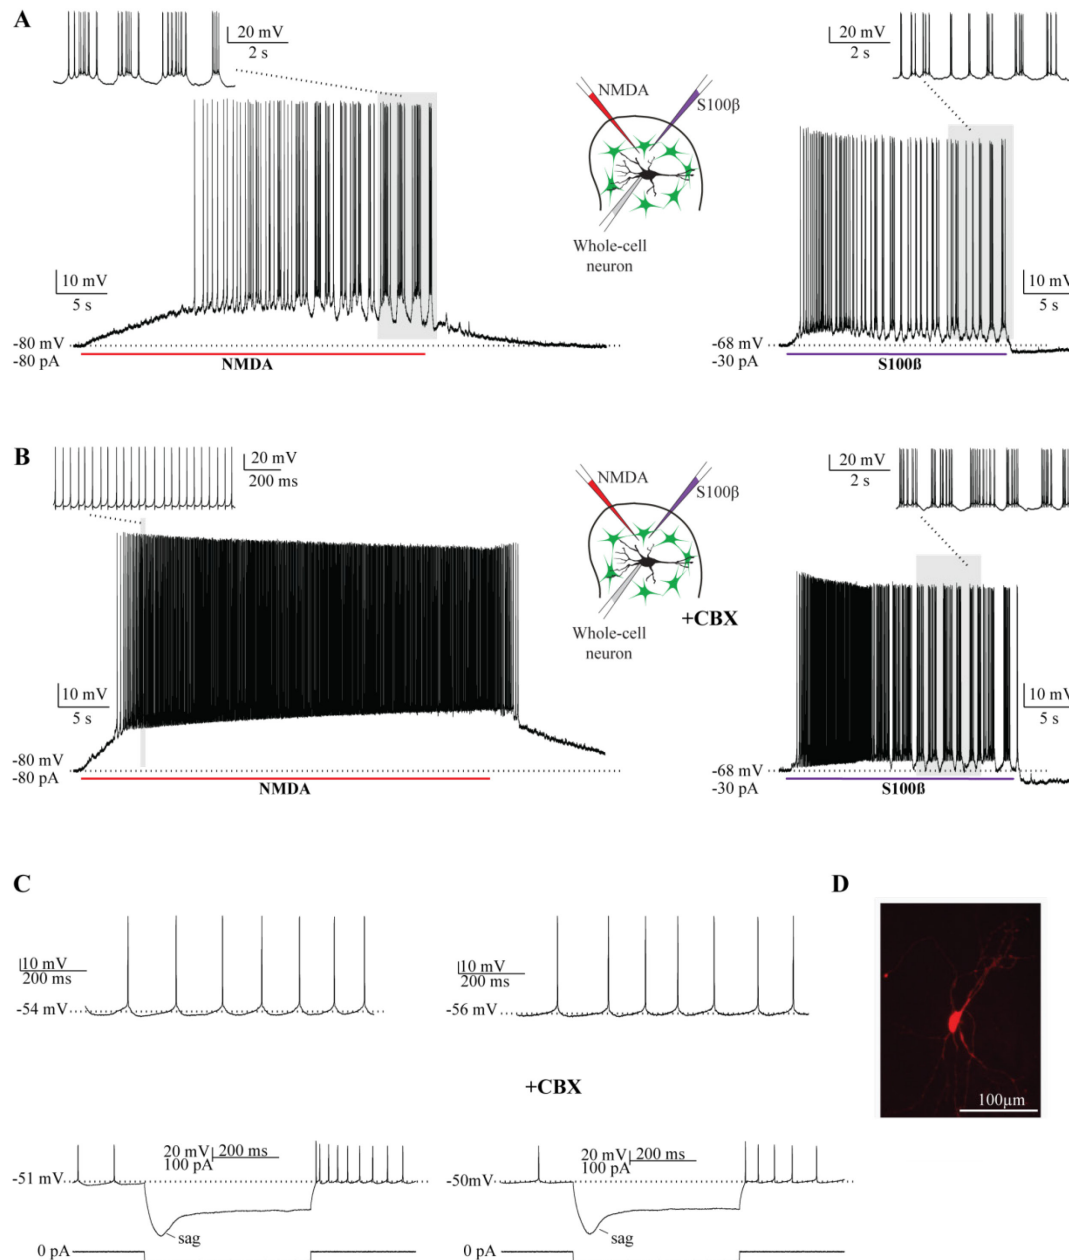 A
20 mV
2 s
NMDA
S100β
Whole-cell
neuron
20 mV
2 s
10 mV
5 s
-80 mV
-80 pA
NMDA
10 mV
5 s
-68 mV
-30 pA
S100ß
B
20 mV
200 ms
NMDA
S100β
+CBX
Whole-cell
neuron
20 mV
2 s
10 mV
5 s
-80 mV
-80 pA
NMDA
10 mV
5 s
-68 mV
-30 pA
S100ß
C
10 mV
200 ms
-54 mV
10 mV
200 ms
-56 mV
D
100µm
+CBX
20 mV 200 ms
100 pA
-51 mV
sag
0 pA
20 mV 200 ms
100 pA
-50mV
sag
0 pA